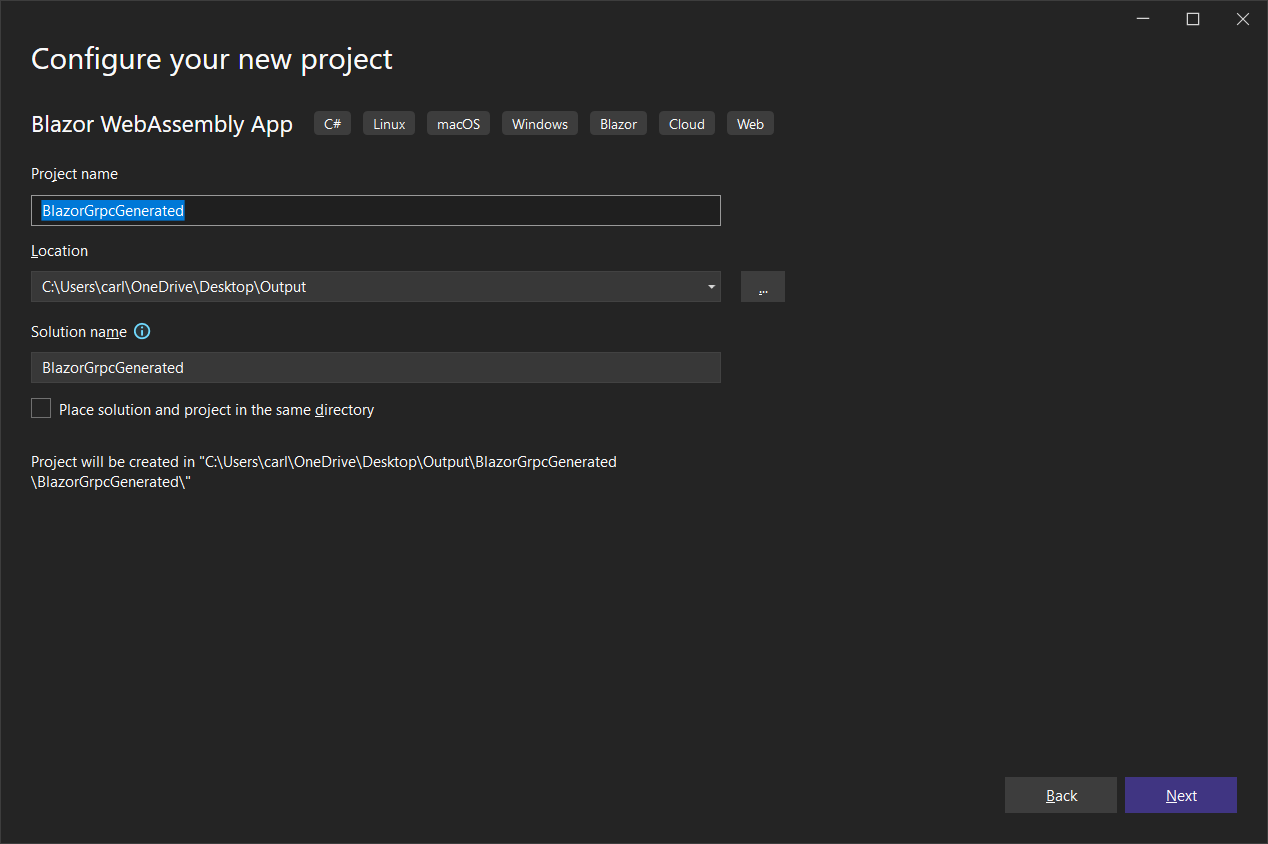 Configure your new project
Blazor WebAssembly App C# Linux macOS Windows Blazor Cloud Web
Project name
BlazorGrpcGenerated
Location
C:\Users\carl\OneDrive\Desktop\Output ...
Solution name
BlazorGrpcGenerated
Place solution and project in the same directory
Project will be created in "C:\Users\carl\OneDrive\Desktop\Output\BlazorGrpcGenerated
\BlazorGrpcGenerated\"
Back Next